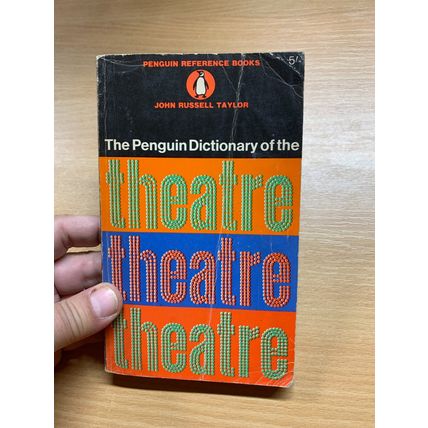 PENGUIN REFERENCE BOOKS
5/-
JOHN RUSSELL TAYLOR
The Penguin Dictionary of the
theatre
theatre
theatre